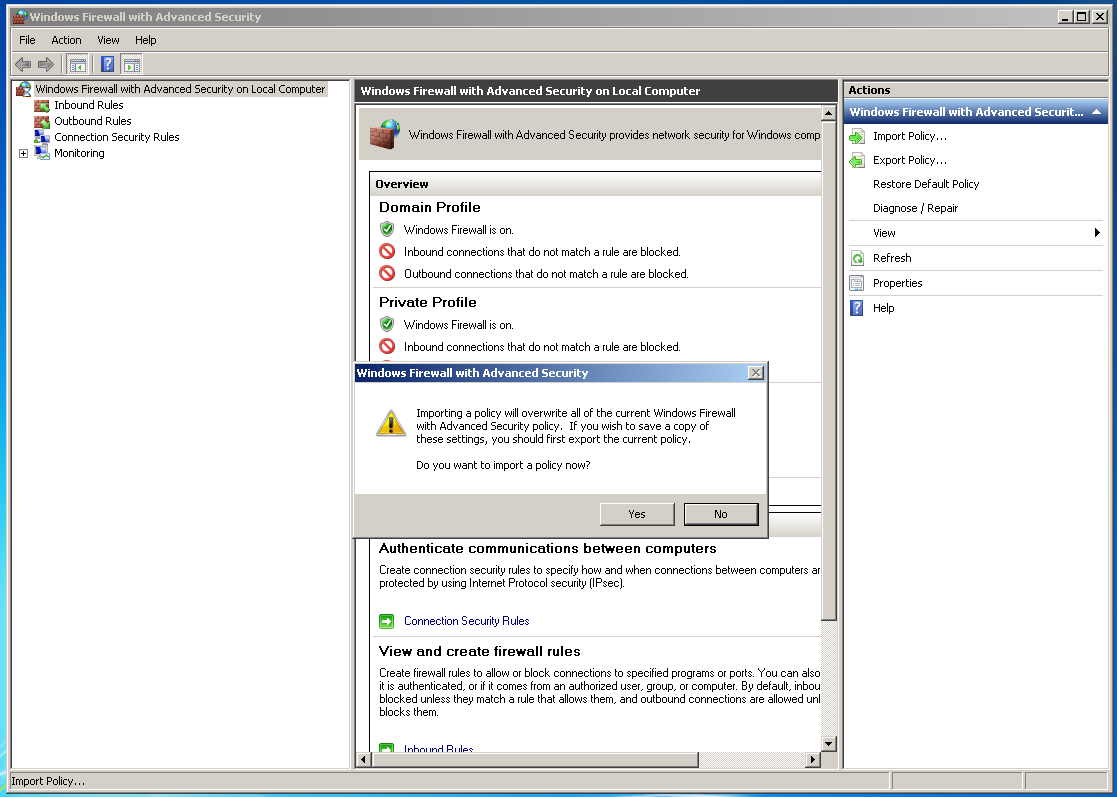 Windows Firewall with Advanced Security
File Action View Help
Windows Firewall with Advanced Security on Local Computer
Inbound Rules
Outbound Rules
Connection Security Rules
Monitoring
Windows Firewall with Advanced Security on Local Computer
Windows Firewall with Advanced Security provides network security for Windows comp
Overview
Domain Profile
Windows Firewall is on.
Inbound connections that do not match a rule are blocked.
Outbound connections that do not match a rule are blocked.
Private Profile
Windows Firewall is on.
Inbound connections that do not match a rule are blocked.
Windows Firewall with Advanced Security
Importing a policy will overwrite all of the current Windows Firewall
with Advanced Security policy. If you wish to save a copy of
these settings, you should first export the current policy.
Do you want to import a policy now?
Yes No
Authenticate communications between computers
Create connection security rules to specify how and when connections between computers ar
protected by using Internet Protocol security (IPsec).
Connection Security Rules
View and create firewall rules
Create firewall rules to allow or block connections to specified programs or ports. You can also
it is authenticated, or if it comes from an authorized user, group, or computer. By default, inbou
blocked unless they match a rule that allows them, and outbound connections are allowed unl
blocks them.
Inbound Rules
Actions
Windows Firewall with Advanced Securit...
Import Policy...
Export Policy...
Restore Default Policy
Diagnose / Repair
View
Refresh
Properties
Help
Import Policy...